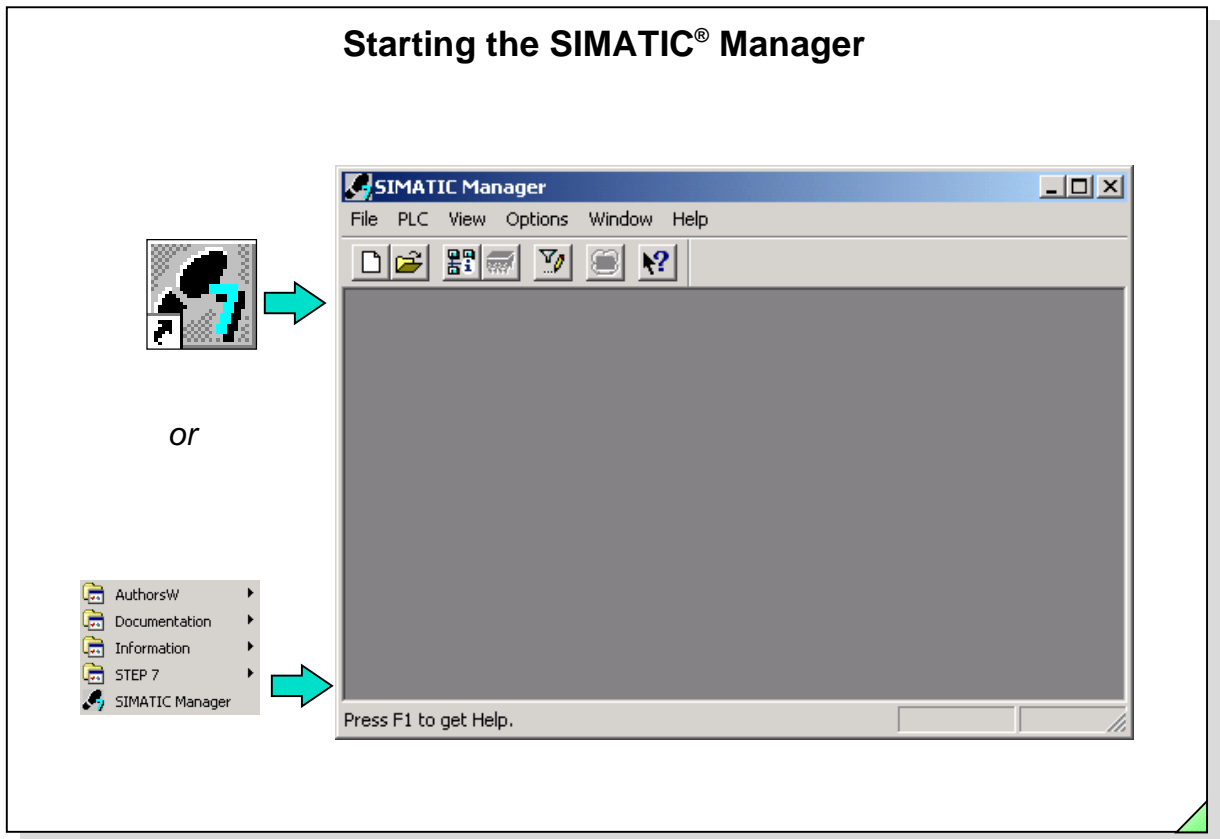 Starting the SIMATIC® Manager
SIMATIC Manager
File PLC View Options Window Help
or
AuthorsW
Documentation
Information
STEP 7
SIMATIC Manager
Press F1 to get Help.